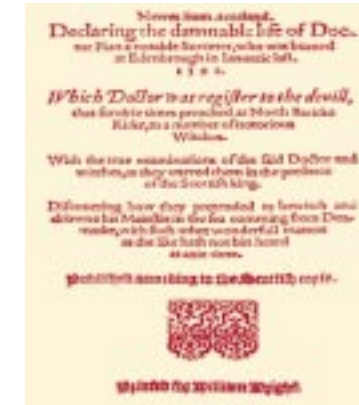 Newes from Scotland,
Declaring the damnable life of Doc-
tor Fian a notable Sorcerer, who was burned
at Edenbrough in Ianuarie last.
1591.
Which Doctor was register to the deuill,
that sundrie times preached at North Baricke
Kirke, to a number of notorious
Witches.
With the true examinations of the said Doctor and
witches, as they vttered them in the presence
of the Scottish king.
Discouering how they pretended to bewitch and
drowne his Maiestie in the sea comming from Den-
marke, with such other wonderfull matters
as the like hath not bin heard
at anie time.
Published according to the Scottish copie.
Printed for William Wright.